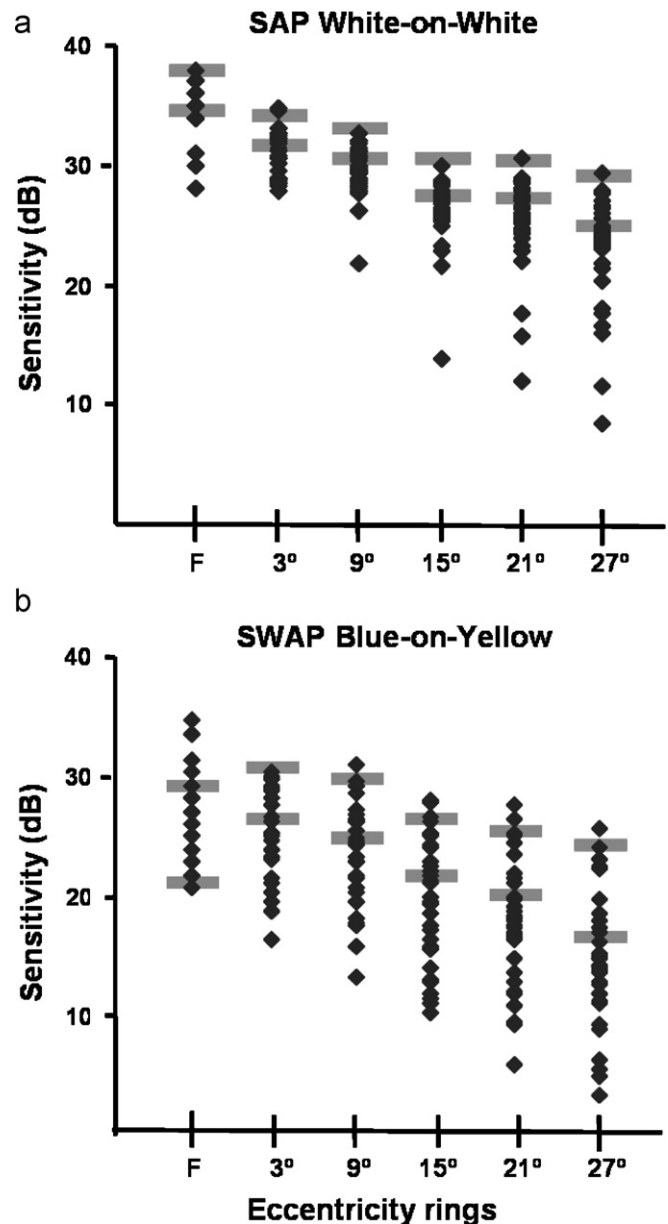 a
SAP White-on-White
Sensitivity (dB)
40
30
20
10
F 3º 9º 15º 21º 27º
b
SWAP Blue-on-Yellow
Sensitivity (dB)
40
30
20
10
F 3º 9º 15º 21º 27º
Eccentricity rings